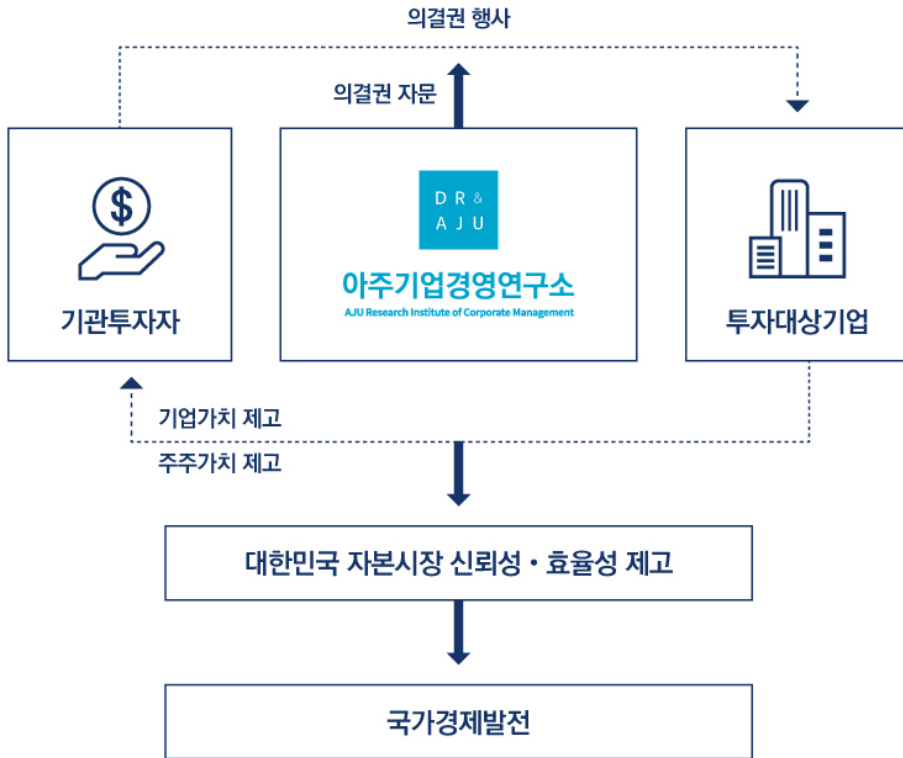 의결권 행사
의결권 자문
$
DR &
AJU
아주기업경영연구소
AJU Research Institute of Corporate Management
기관투자자
투자대상기업
기업가치 제고
주주가치 제고
대한민국 자본시장 신뢰성 • 효율성 제고
국가경제발전